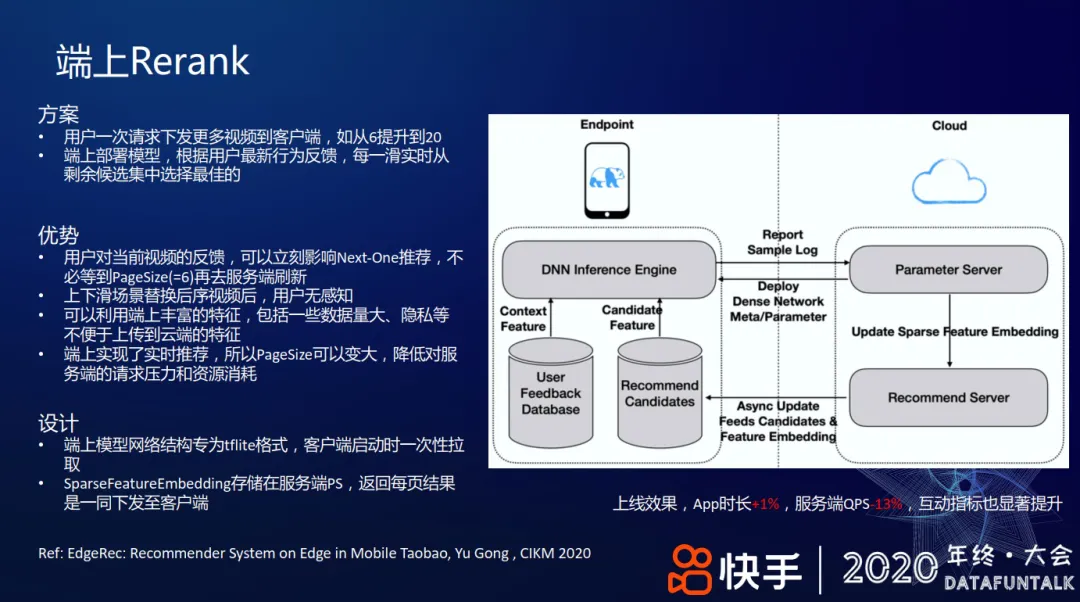 端上Rerank
方案
• 用户一次请求下发更多视频到客户端，如从6提升到20
• 端上部署模型，根据用户最新行为反馈，每一滑实时从
剩余候选集中选择最佳的
优势
• 用户对当前视频的反馈，可以立刻影响Next-One推荐，不
必等到PageSize(=6)再去服务端刷新
• 上下滑场景替换后序视频后，用户无感知
• 可以利用端上丰富的特征，包括一些数据量大、隐私等
不便于上传到云端的特征
• 端上实现了实时推荐，所以PageSize可以变大，降低对服
务端的请求压力和资源消耗
设计
• 端上模型网络结构专为tflite格式，客户端启动时一次性拉
取
• SparseFeatureEmbedding存储在服务端PS，返回每页结果
是一同下发至客户端
Ref: EdgeRec: Recommender System on Edge in Mobile Taobao, Yu Gong , CIKM 2020
Endpoint
Cloud
DNN Inference Engine
Report
Sample Log
Deploy
Dense Network
Meta/Parameter
Parameter Server
Context
Feature
Candidate
Feature
Update Sparse Feature Embedding
User
Feedback
Database
Recommend
Candidates
Async Update
Feeds Candidates &
Feature Embedding
Recommend Server
上线效果，App时长+1%，服务端QPS-13%，互动指标也显著提升
快手
2020 年终·大会
DATAFUNTALK